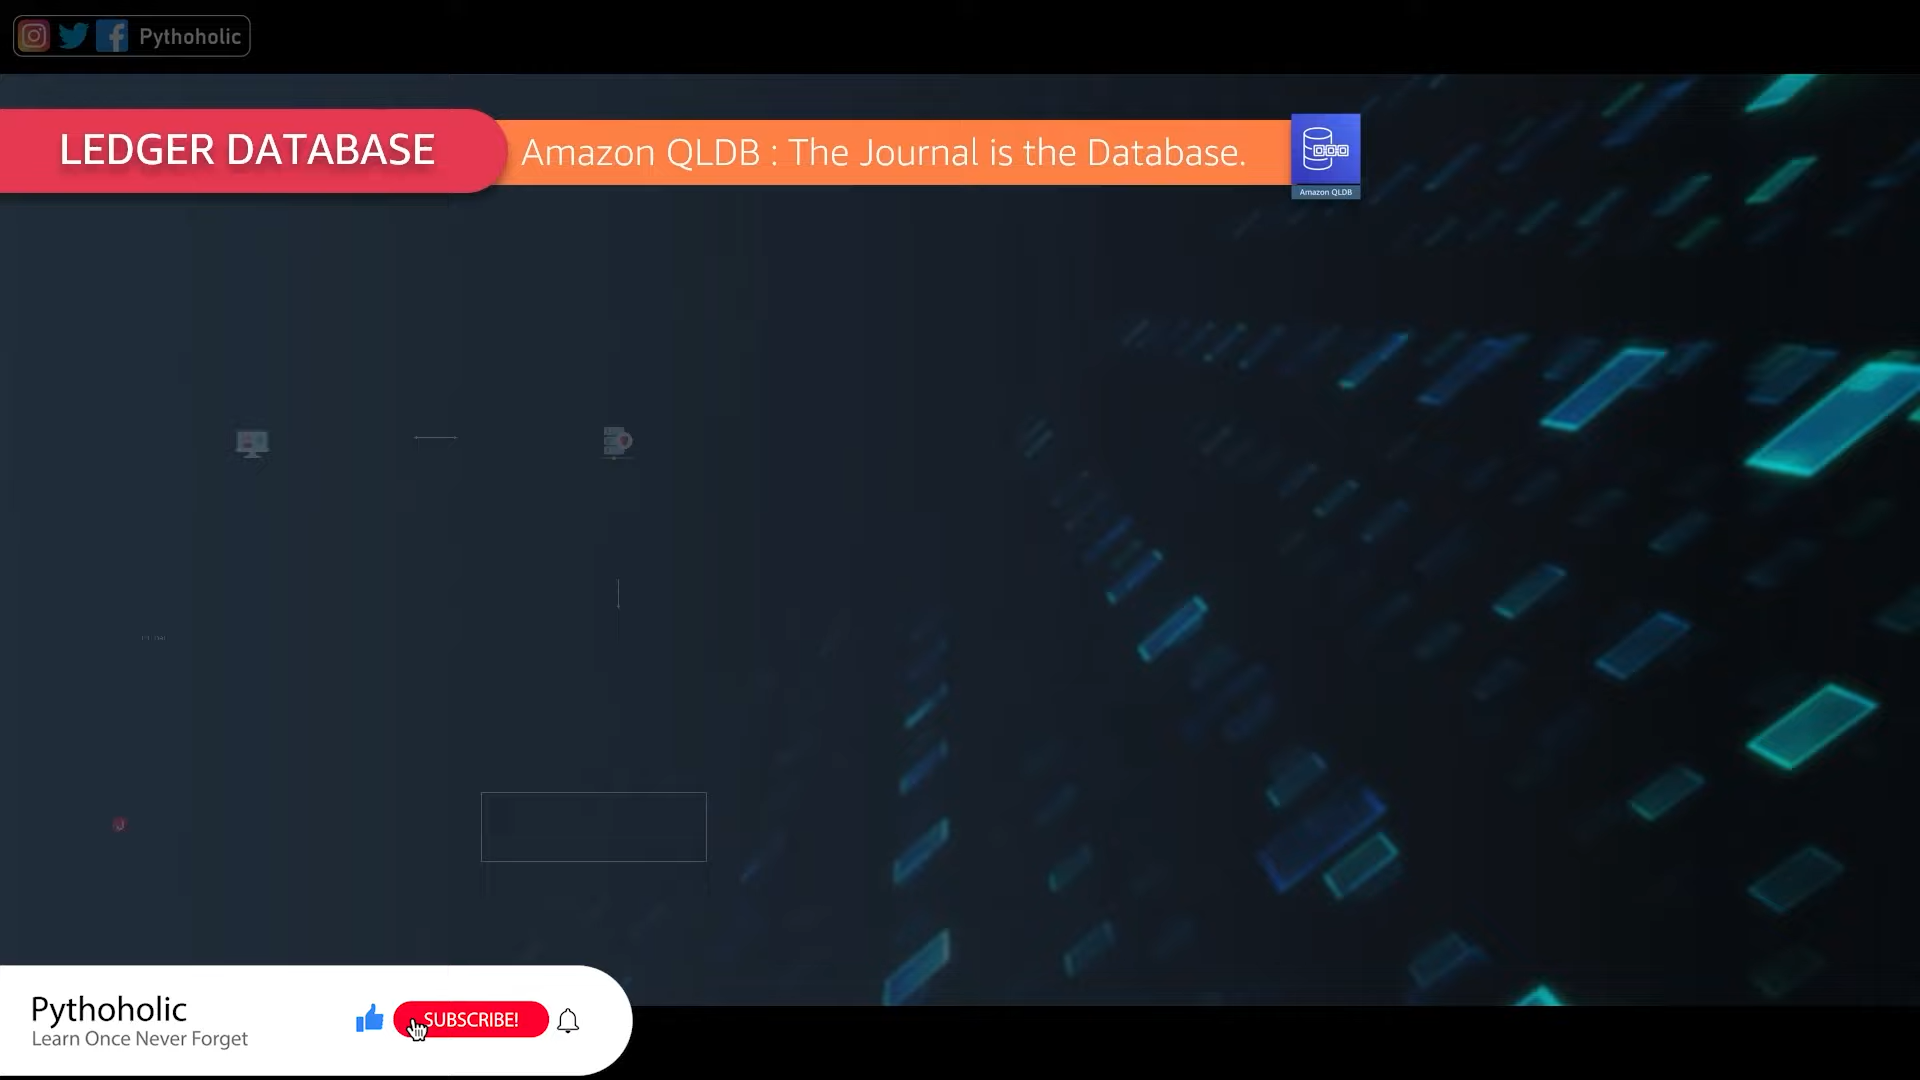 Pythoholic
LEDGER DATABASE
Amazon QLDB : The Journal is the Database.
Amazon QLDB
Pythoholic
Learn Once Never Forget
SUBSCRIBE!